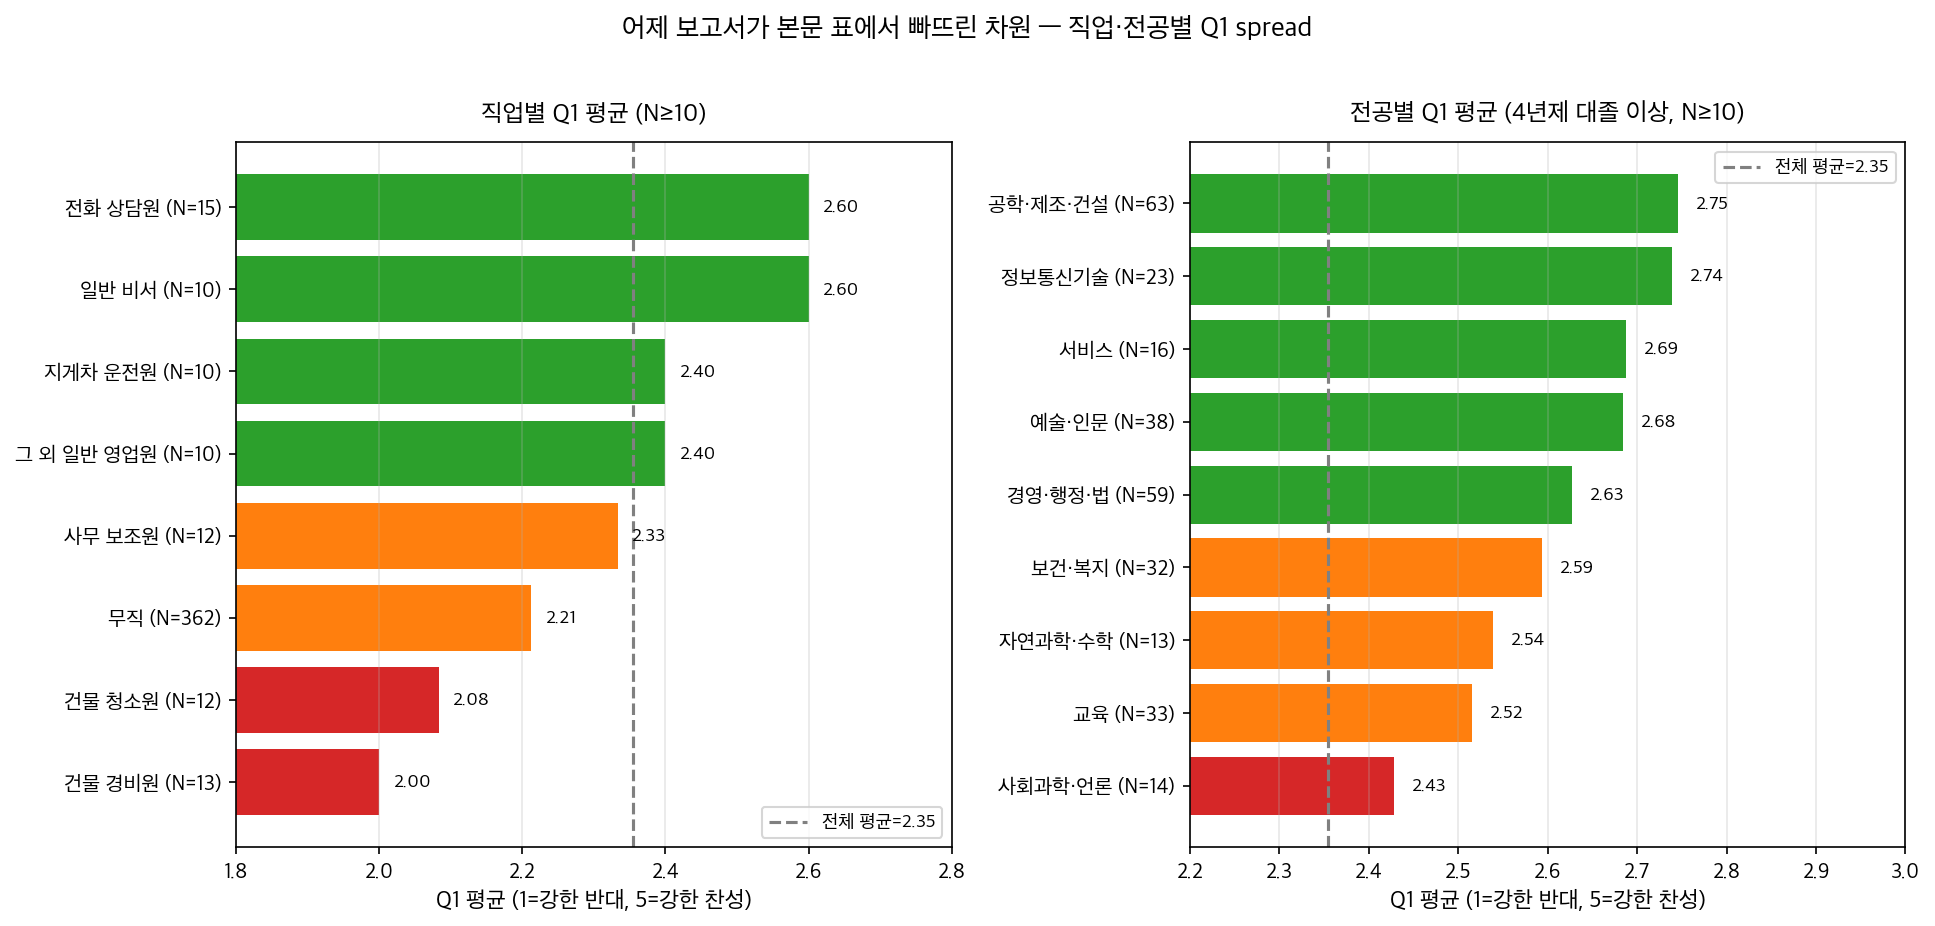 어제 보고서가 본문 표에서 빠뜨린 차원 — 직업·전공별 Q1 spread
직업별 Q1 평균 (N≥10)
전화 상담원 (N=15)
2.60
일반 비서 (N=10)
2.60
지게차 운전원 (N=10)
2.40
그 외 일반 영업원 (N=10)
2.40
사무 보조원 (N=12)
2.33
무직 (N=362)
2.21
건물 청소원 (N=12)
2.08
건물 경비원 (N=13)
2.00
전체 평균=2.35
1.8 2.0 2.2 2.4 2.6 2.8
Q1 평균 (1=강한 반대, 5=강한 찬성)
전공별 Q1 평균 (4년제 대졸 이상, N≥10)
전체 평균=2.35
공학·제조·건설 (N=63)
2.75
정보통신기술 (N=23)
2.74
서비스 (N=16)
2.69
예술·인문 (N=38)
2.68
경영·행정·법 (N=59)
2.63
보건·복지 (N=32)
2.59
자연과학·수학 (N=13)
2.54
교육 (N=33)
2.52
사회과학·언론 (N=14)
2.43
2.2 2.3 2.4 2.5 2.6 2.7 2.8 2.9 3.0
Q1 평균 (1=강한 반대, 5=강한 찬성)